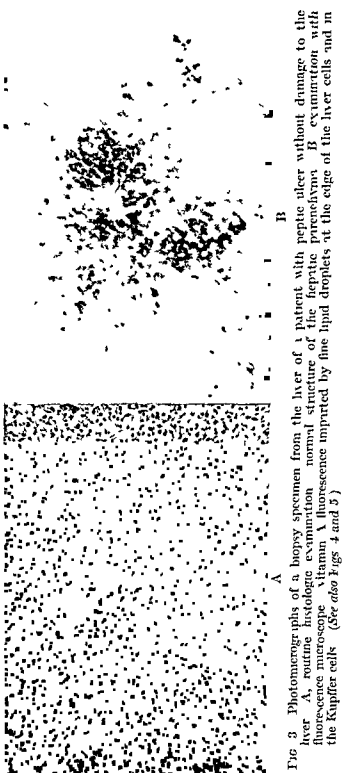 A
B
Fig 3 Photomicrographs of a biopsy specimen from the liver of a patient with peptic ulcer without damage to the
liver A, routine histologic examination normal structure of the hepatic parenchyma B examination with
fluorescence microscope vitamin A fluorescence imparted by fine lipid droplets at the edge of the liver cells and in
the Kupffer cells (See also Figs 4 and 5)